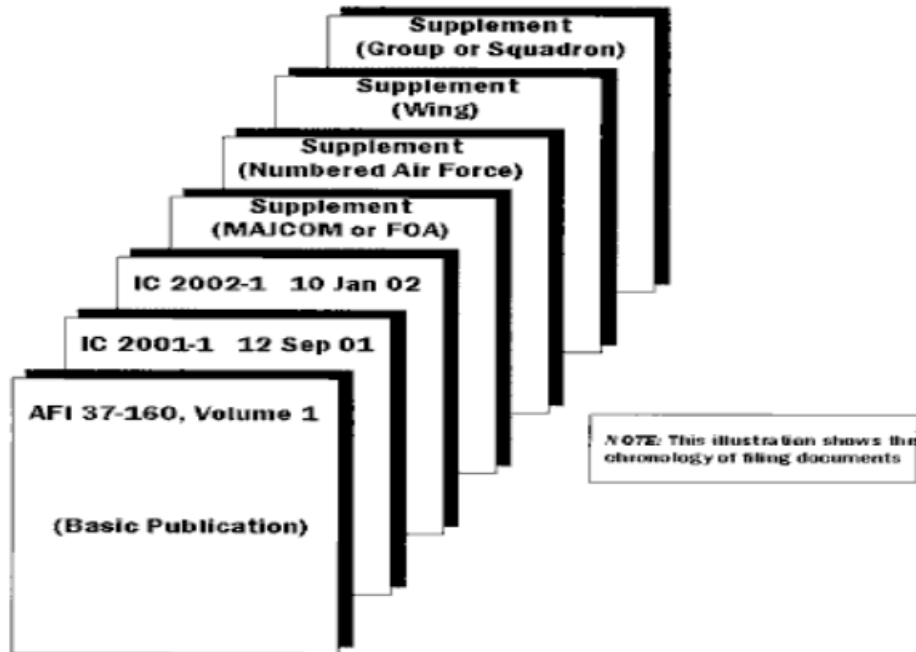 Supplement
(Group or Squadron)
Supplement
(Wing)
Supplement
(Numbered Air Force)
Supplement
(MAJCOM or FOA)
IC 2002-1 10 Jan 02
IC 2001-1 12 Sep 01
AFI 37-160, Volume 1
(Basic Publication)
NOTE: This illustration shows the
chronology of filing documents